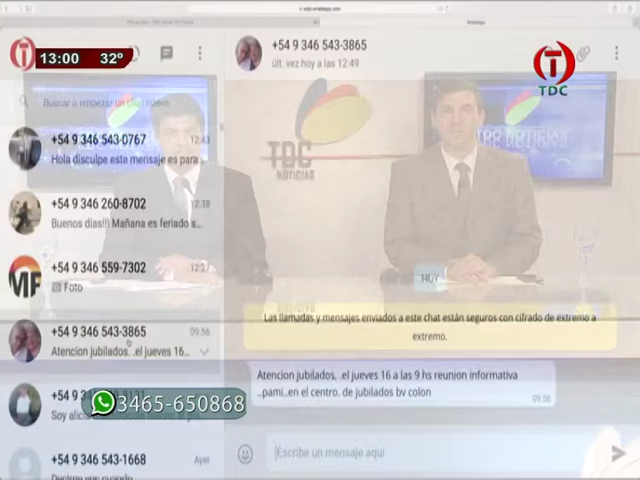 web.whatsapp.com
13:00 32º
+54 9 346 543-3865
últ. vez hoy a las 12:49
TDC
Buscar o empezar un chat nuevo
+54 9 346 543-0767
12:43
Hola disculpe este mensaje es para ...
TDC
NOTICIAS
+54 9 346 260-8702
12:39
Buenos dias!!) Mañana es feriado s...
+54 9 346 559-7302
Foto
HOY
Las llamadas y mensajes enviados a este chat están seguros con cifrado de extremo a
extremo.
+54 9 346 543-3865
09:56
Atencion jubilados, .el jueves 16...
Atencion jubilados, ..el jueves 16 a las 9 hs reunion informativa
..pami..en el centro. de jubilados bv colon
09:56
3465-650868
Soy alici
+54 9 346 543-1668
Ayer
Escribe un mensaje aquí